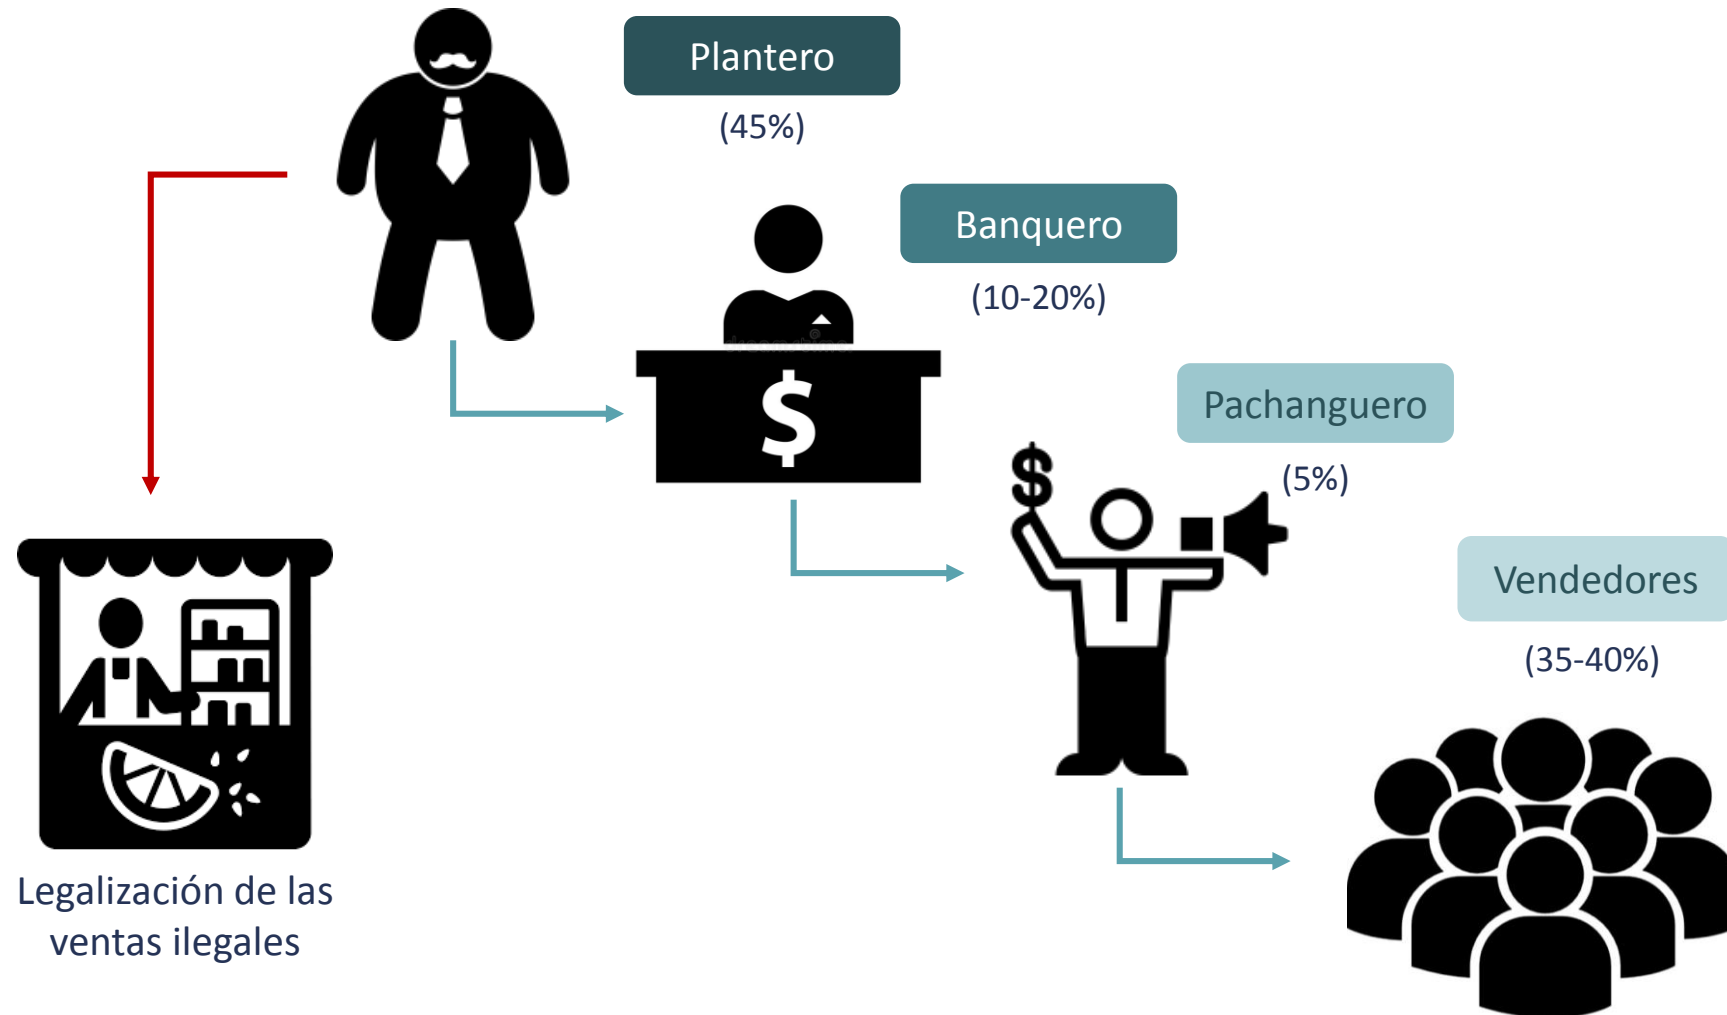 Plantero
(45%)
Banquero
(10-20%)
$
Pachanguero
$
(5%)
Vendedores
(35-40%)
Legalización de las
ventas ilegales